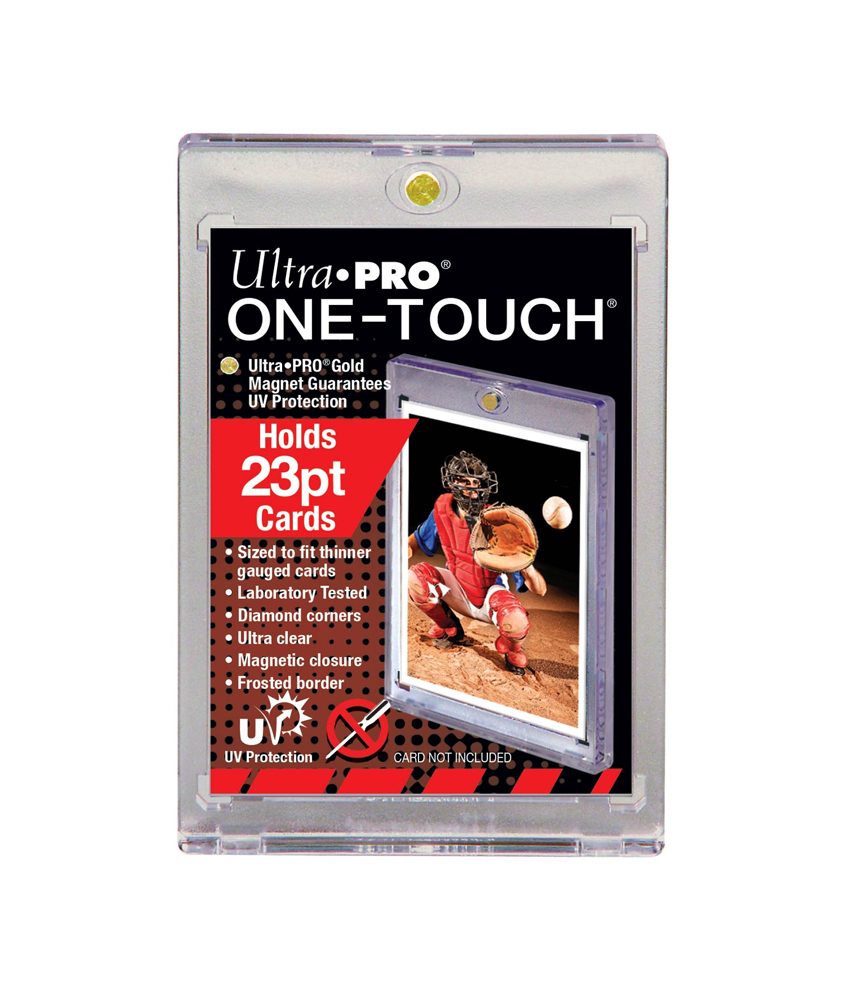 Ultra•PRO®
ONE-TOUCH®
Ultra•PRO® Gold
Magnet Guarantees
UV Protection
Holds
23pt
Cards
• Sized to fit thinner
gauged cards
• Laboratory Tested
• Diamond corners
• Ultra clear
• Magnetic closure
• Frosted border
UV
UV Protection
CARD NOT INCLUDED